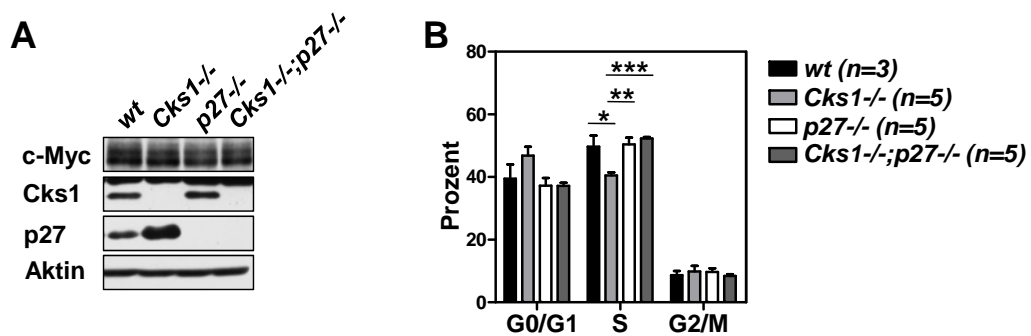 A
wt
Cks1-/-
p27-/-
Cks1-/-;p27-/-
c-Myc
Cks1
p27
Aktin
B
80
60
40
20
0
Prozent
***
**
*
G0/G1 S G2/M
wt (n=3)
Cks1-/- (n=5)
p27-/- (n=5)
Cks1-/-;p27-/- (n=5)